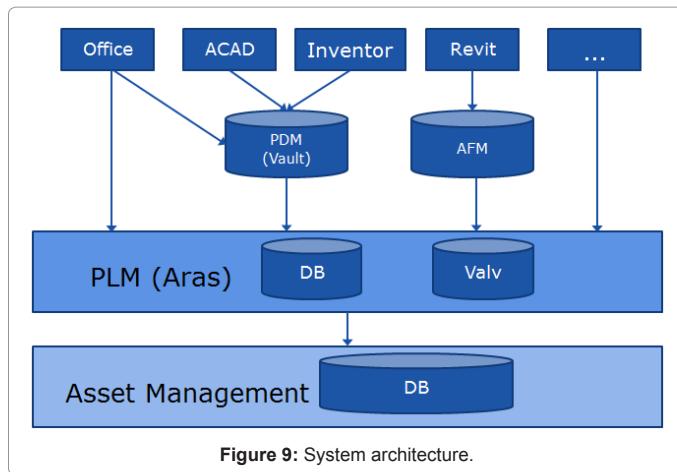 Office
ACAD
Inventor
Revit
...
PDM
(Vault)
AFM
PLM (Aras)
DB
Valv
Asset Management
DB
Figure 9: System architecture.